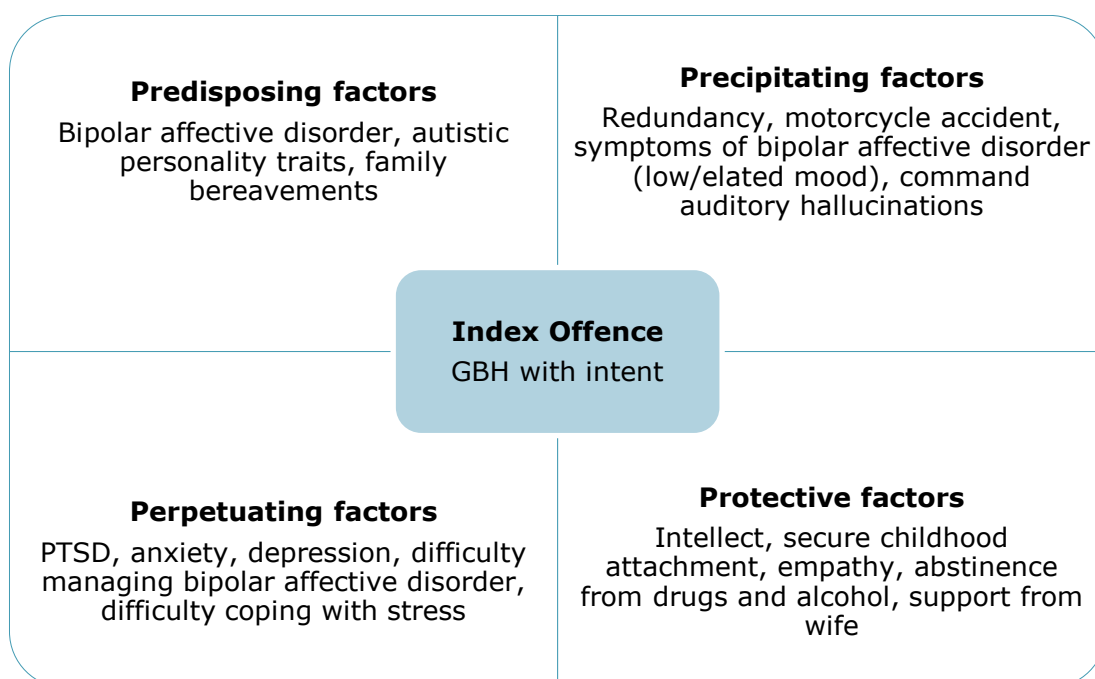 Predisposing factors
Bipolar affective disorder, autistic
personality traits, family
bereavements
Precipitating factors
Redundancy, motorcycle accident,
symptoms of bipolar affective disorder
(low/elated mood), command
auditory hallucinations
Index Offence
GBH with intent
Perpetuating factors
PTSD, anxiety, depression, difficulty
managing bipolar affective disorder,
difficulty coping with stress
Protective factors
Intellect, secure childhood
attachment, empathy, abstinence
from drugs and alcohol, support from
wife